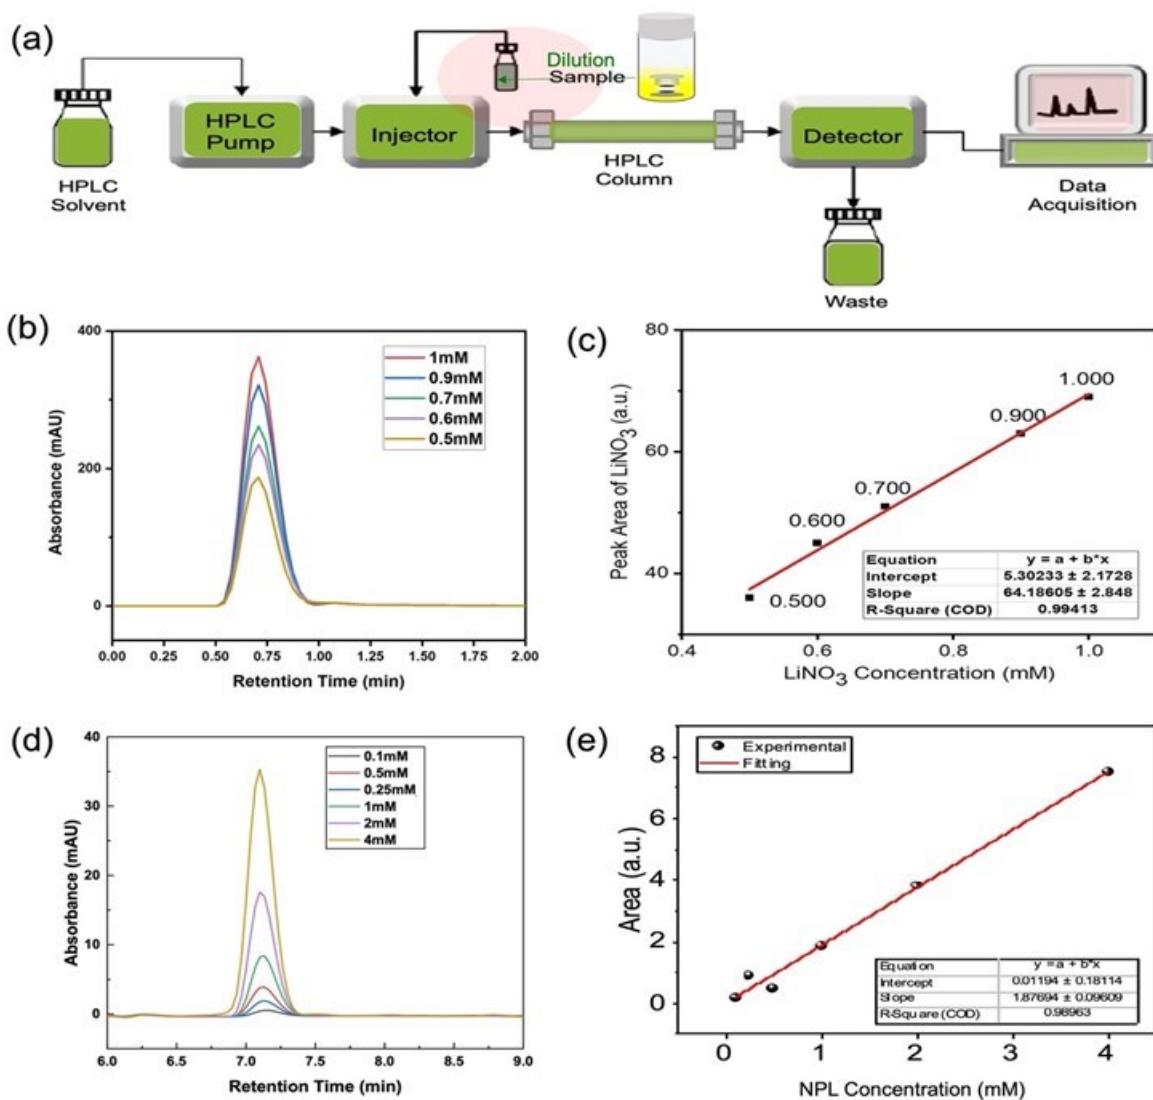 (a)
Dilution
Sample
HPLC
Pump
Injector
Detector
HPLC
Solvent
HPLC
Column
Data
Acquisition
Waste
(b)
400
200
0
Absorbance (mAU)
1mM
0.9mM
0.7mM
0.6mM
0.5mM
0.00 0.25 0.50 0.75 1.00 1.25 1.50 1.75 2.00
Retention Time (min)
(c)
80
60
40
Peak Area of LiNO3 (a.u.)
1.000
0.900
0.700
0.600
0.500
Equation y = a + b*x
Intercept 5.30233 ± 2.1728
Slope 64.18605 ± 2.848
R-Square (COD) 0.99413
0.4 0.6 0.8 1.0
LiNO3 Concentration (mM)
(d)
40
30
20
10
0
Absorbance (mAU)
0.1mM
0.5mM
0.25mM
1mM
2mM
4mM
6.0 6.5 7.0 7.5 8.0 8.5 9.0
Retention Time (min)
(e)
8
4
2
0
Area (a.u.)
Experimental
Fitting
Equation y = a + b*x
Intercept 0.01194 ± 0.18114
Slope 1.87694 ± 0.09609
R-Square (COD) 0.98963
0 1 2 3 4
NPL Concentration (mM)